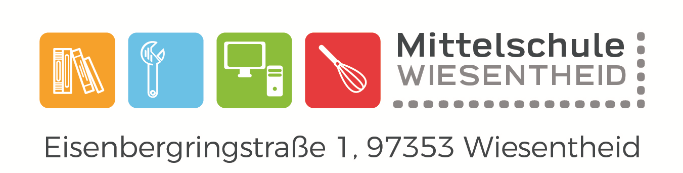 Mittelschule
WIESENTHEID
Eisenbergringstraße 1, 97353 Wiesentheid